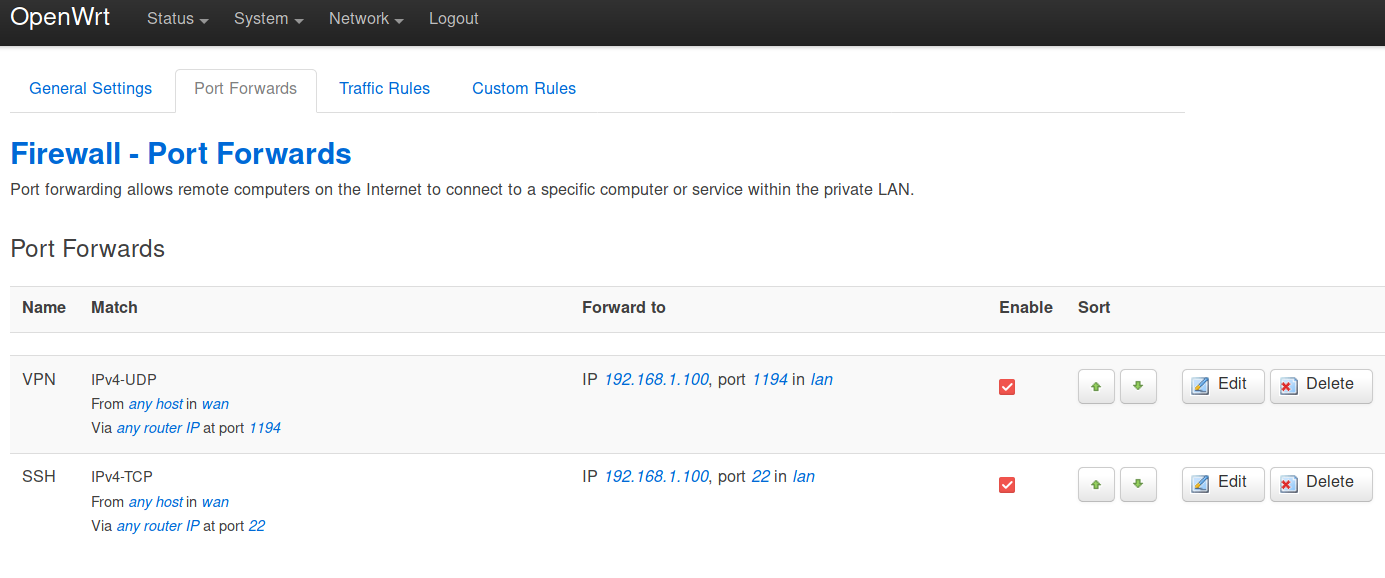 OpenWrt Status System Network Logout
General Settings Port Forwards Traffic Rules Custom Rules
Firewall - Port Forwards
Port forwarding allows remote computers on the Internet to connect to a specific computer or service within the private LAN.
Port Forwards
Name Match Forward to Enable Sort
VPN IPv4-UDP IP 192.168.1.100, port 1194 in lan Edit Delete
From any host in wan
Via any router IP at port 1194
SSH IPv4-TCP IP 192.168.1.100, port 22 in lan Edit Delete
From any host in wan
Via any router IP at port 22